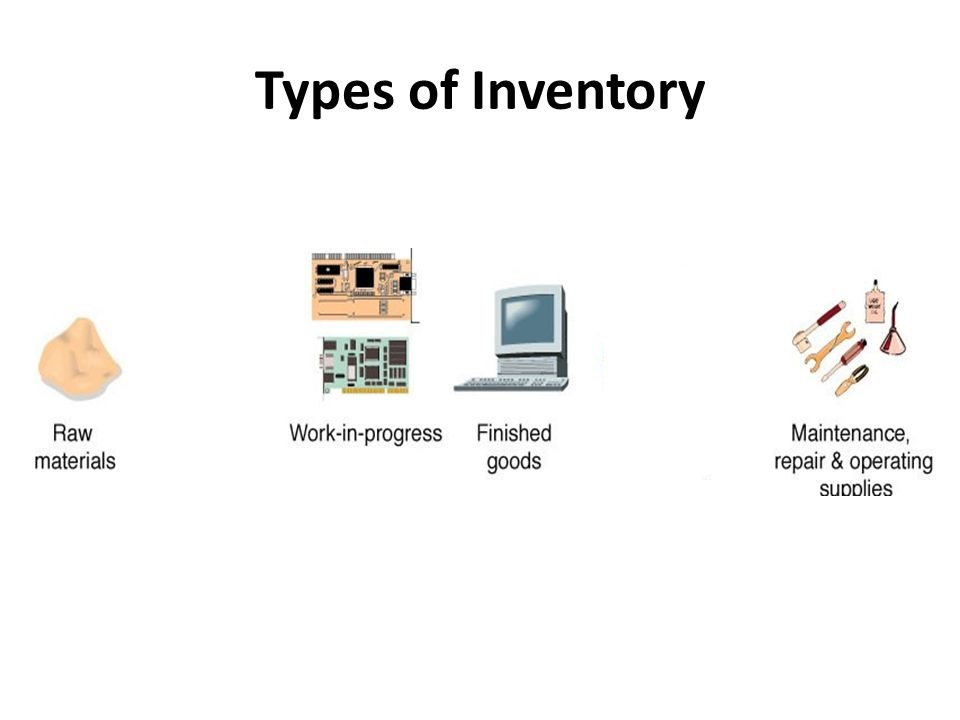 Types of Inventory
Raw
materials
Work-in-progress
Finished
goods
Maintenance,
repair & operating
supplies